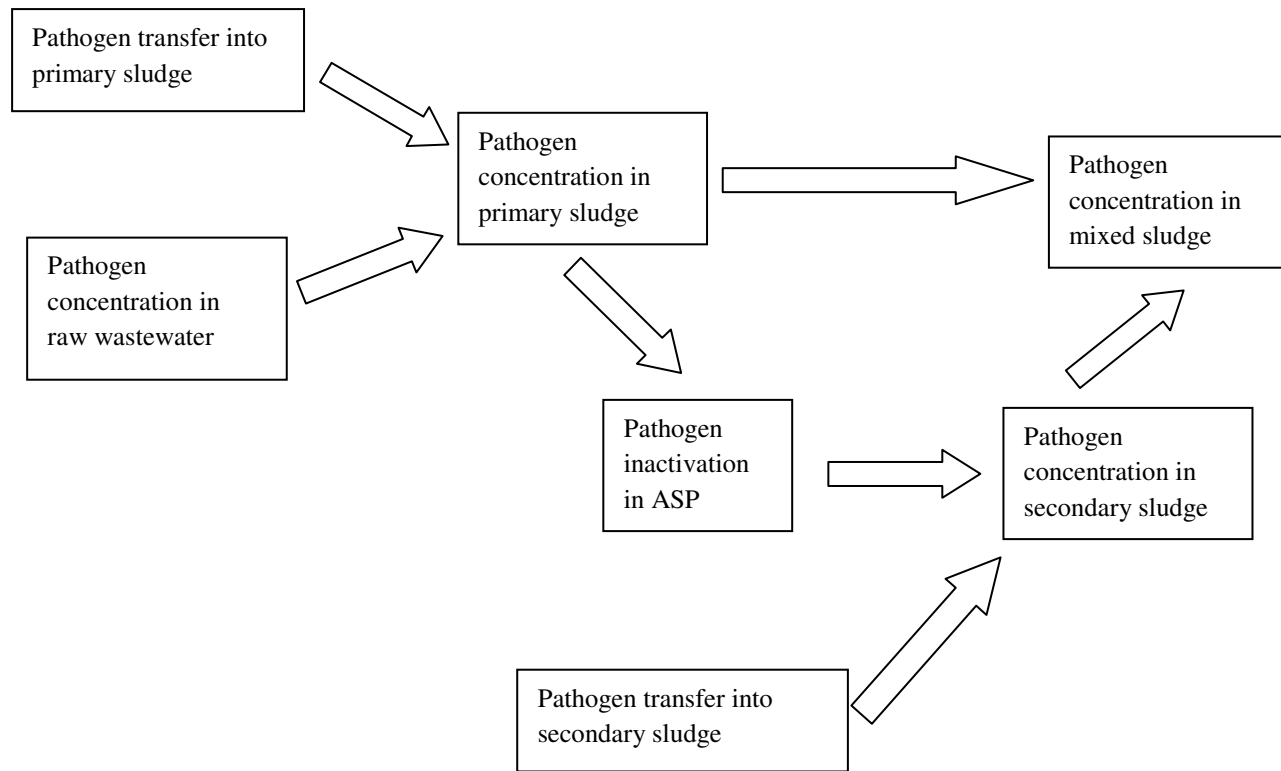 Pathogen transfer into
primary sludge
Pathogen
concentration in
primary sludge
Pathogen
concentration in
mixed sludge
Pathogen
concentration in
raw wastewater
Pathogen
inactivation
in ASP
Pathogen
concentration in
secondary sludge
Pathogen transfer into
secondary sludge